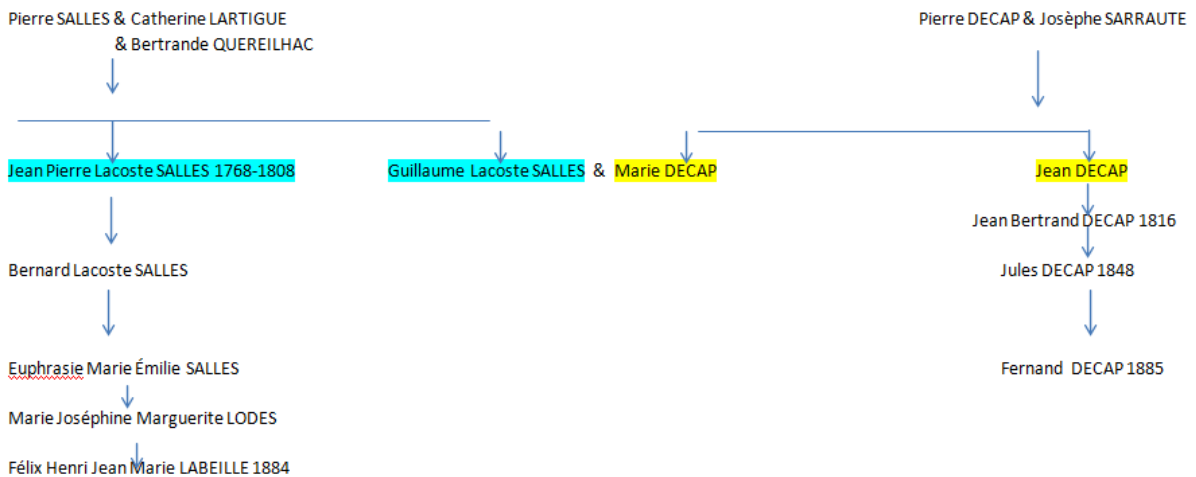 Pierre SALLES & Catherine LARTIGUE
Pierre DECAP & Josèphe SARRAUTE
& Bertrande QUEREILHAC
Jean Pierre Lacoste SALLES 1768-1808
Guillaume Lacoste SALLES & Marie DECAP
Jean DECAP
Jean Bertrand DECAP 1816
Bernard Lacoste SALLES
Jules DECAP 1848
Euphrasie Marie Émilie SALLES
Fernand DECAP 1885
Marie Joséphine Marguerite LODES
Félix Henri Jean Marie LABEILLE 1884